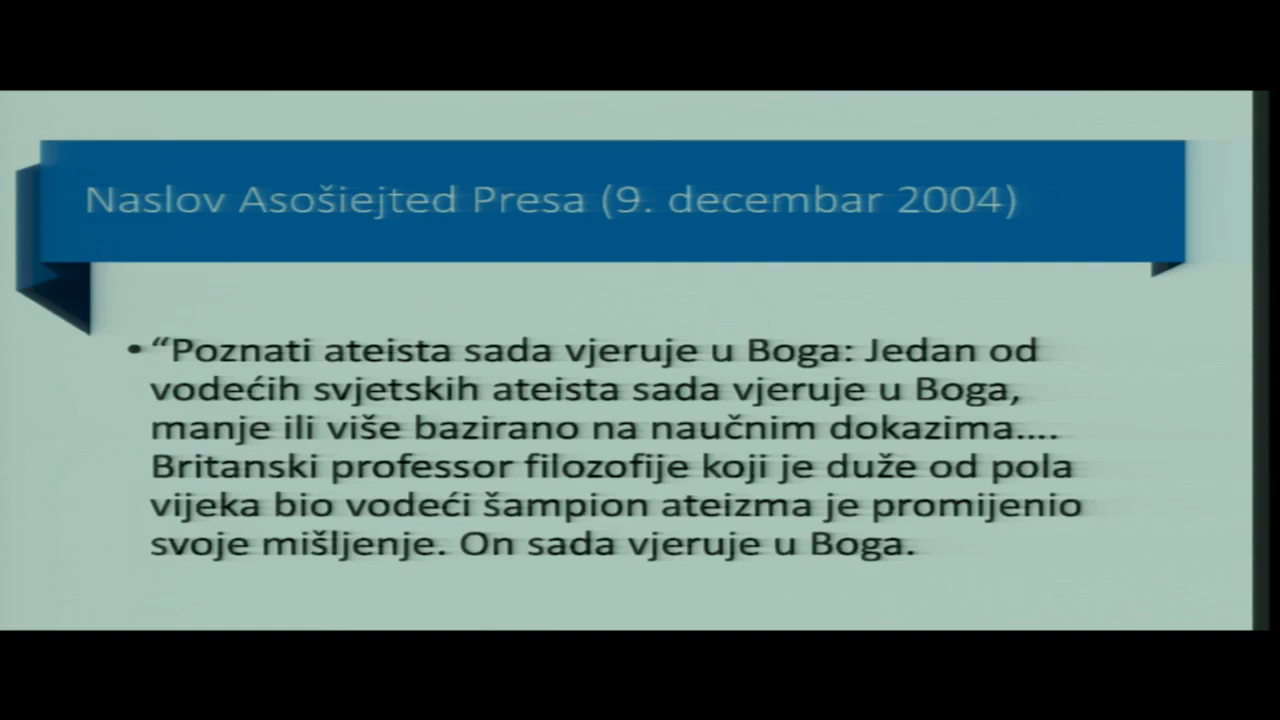 Naslov Asošiejted Presa (9. decembar 2004)
• “Poznati ateista sada vjeruje u Boga: Jedan od
vodećih svjetskih ateista sada vjeruje u Boga,
manje ili više bazirano na naučnim dokazima....
Britanski professor filozofije koji je duže od pola
vijeka bio vodeći šampion ateizma je promijenio
svoje mišljenje. On sada vjeruje u Boga.